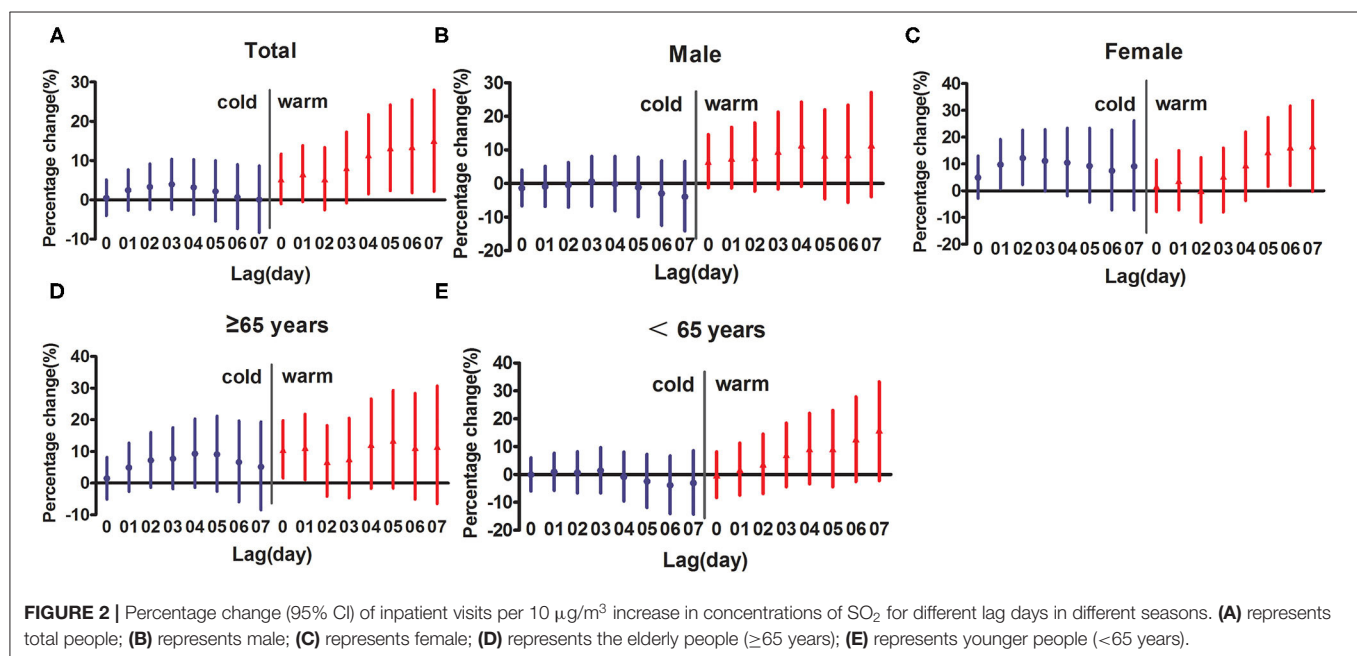 A
Total
Percentage change(%)
30
20
10
0
-10
cold
warm
0 01 02 03 04 05 06 07 0 01 02 03 04 05 06 07
Lag(day)
B
Male
Percentage change(%)
30
20
10
0
-10
-20
cold
warm
0 01 02 03 04 05 06 07 0 01 02 03 04 05 06 07
Lag(day)
C
Female
Percentage change(%)
40
30
20
10
0
-10
-20
cold
warm
0 01 02 03 04 05 06 07 0 01 02 03 04 05 06 07
Lag(day)
D
≥65 years
Percentage change(%)
40
30
20
10
0
-10
cold
warm
0 01 02 03 04 05 06 07 0 01 02 03 04 05 06 07
Lag(day)
E
< 65 years
Percentage change(%)
40
30
20
10
0
-10
-20
cold
warm
0 01 02 03 04 05 06 07 0 01 02 03 04 05 06 07
Lag(day)
FIGURE 2 | Percentage change (95% CI) of inpatient visits per 10 μg/m³ increase in concentrations of SO₂ for different lag days in different seasons. (A) represents
total people; (B) represents male; (C) represents female; (D) represents the elderly people (≥65 years); (E) represents younger people (<65 years).